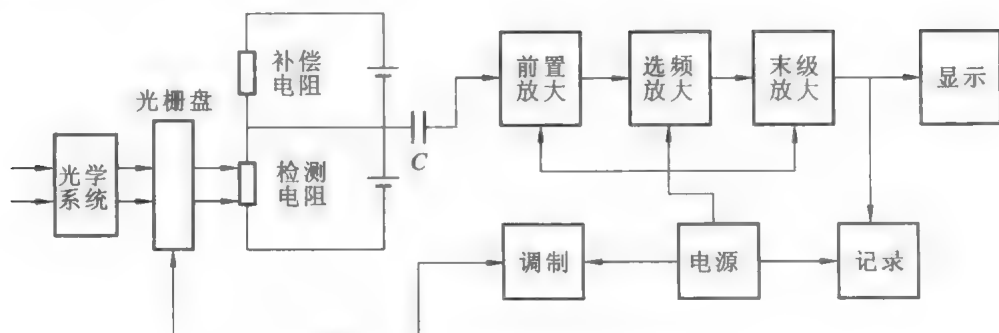 补偿
电阻
光栅盘
光学
系统
检测
电阻
C
前置
放大
选频
放大
末级
放大
显示
调制
电源
记录